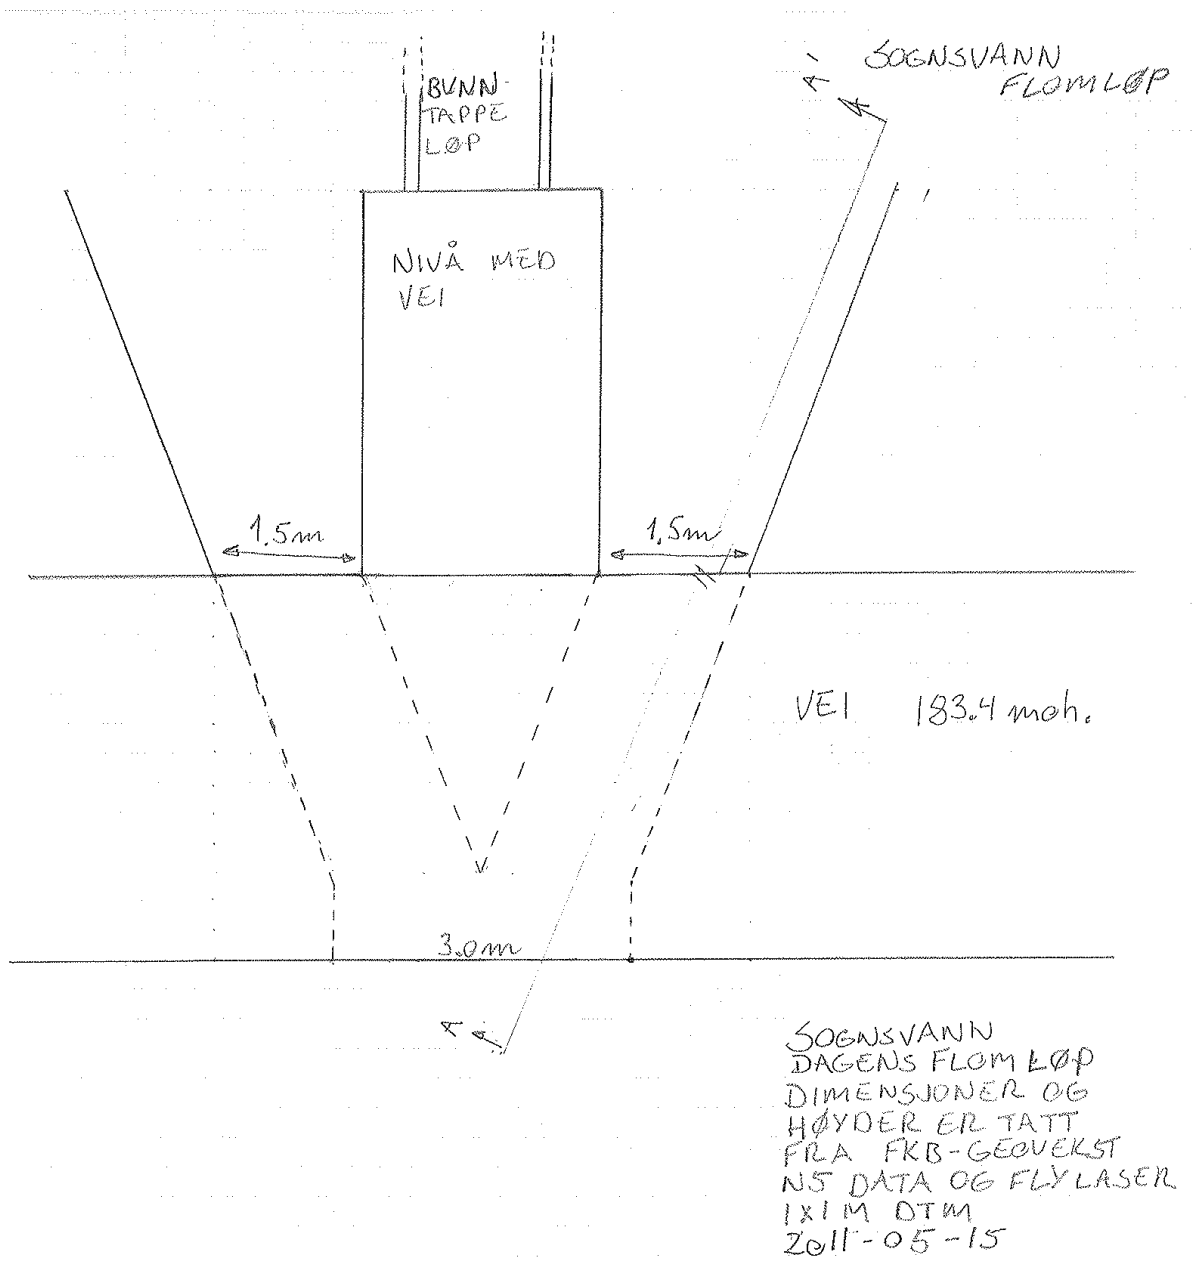 SOGNSVANN
FLOMLØP
A'
BUNN-
TAPPE
LØP
NIVÅ MED
VEI
1.5m
1.5m
VEI 183.4 moh.
3.0m
A
SOGNSVANN
DAGENS FLOMLØP
DIMENSJONER OG
HØYDER ER TATT
FRA FKB-GEOVEKST
N5 DATA OG FLYLASER
1x1 M DTM
2011-05-15